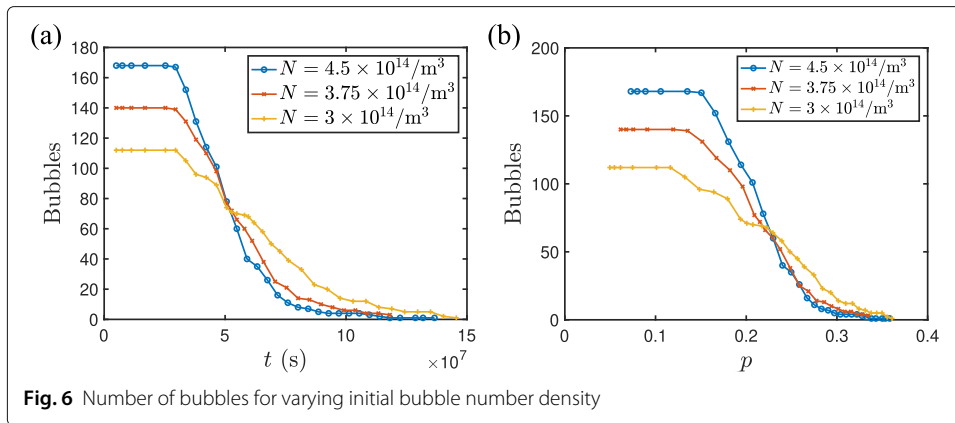 (a)
180
160
140
120
100
80
60
40
20
0
Bubbles
N = 4.5 × 10^14/m^3
N = 3.75 × 10^14/m^3
N = 3 × 10^14/m^3
0 5 10 15
t (s)
×10^7
(b)
200
150
100
50
0
Bubbles
N = 4.5 × 10^14/m^3
N = 3.75 × 10^14/m^3
N = 3 × 10^14/m^3
0 0.1 0.2 0.3 0.4
p
Fig. 6 Number of bubbles for varying initial bubble number density